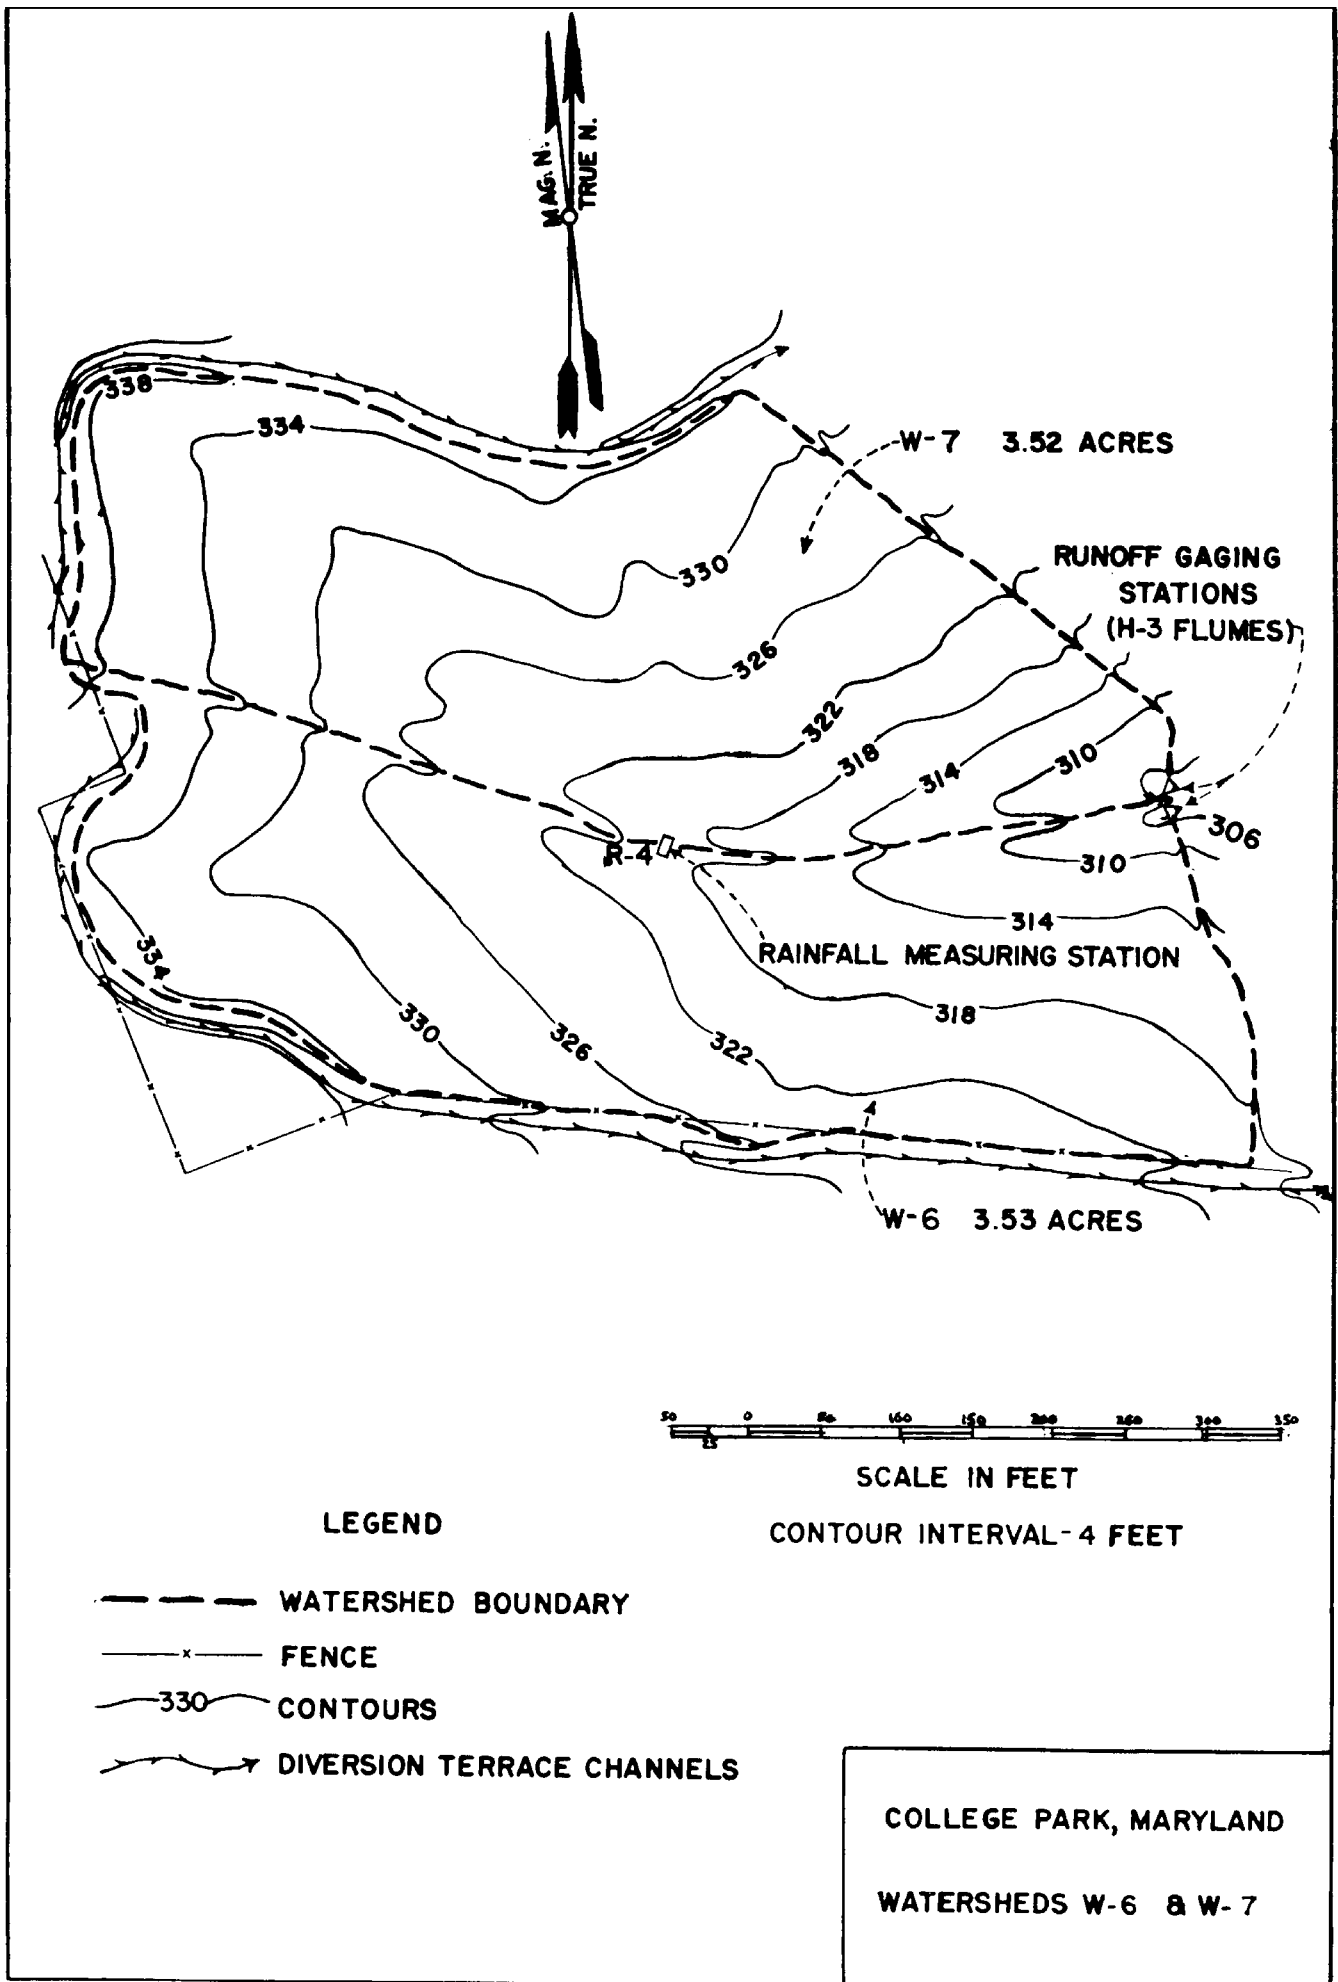 MAG. N.
TRUE N.
338
334
W-7 3.52 ACRES
RUNOFF GAGING
STATIONS
(H-3 FLUMES)
330
326
322
318
314
310
306
R-4
310
314
RAINFALL MEASURING STATION
334
330
326
322
318
W-6 3.53 ACRES
50 0 50 100 150 200 250 300 350
25
SCALE IN FEET
CONTOUR INTERVAL-4 FEET
LEGEND
WATERSHED BOUNDARY
x FENCE
330 CONTOURS
DIVERSION TERRACE CHANNELS
COLLEGE PARK, MARYLAND
WATERSHEDS W-6 & W-7